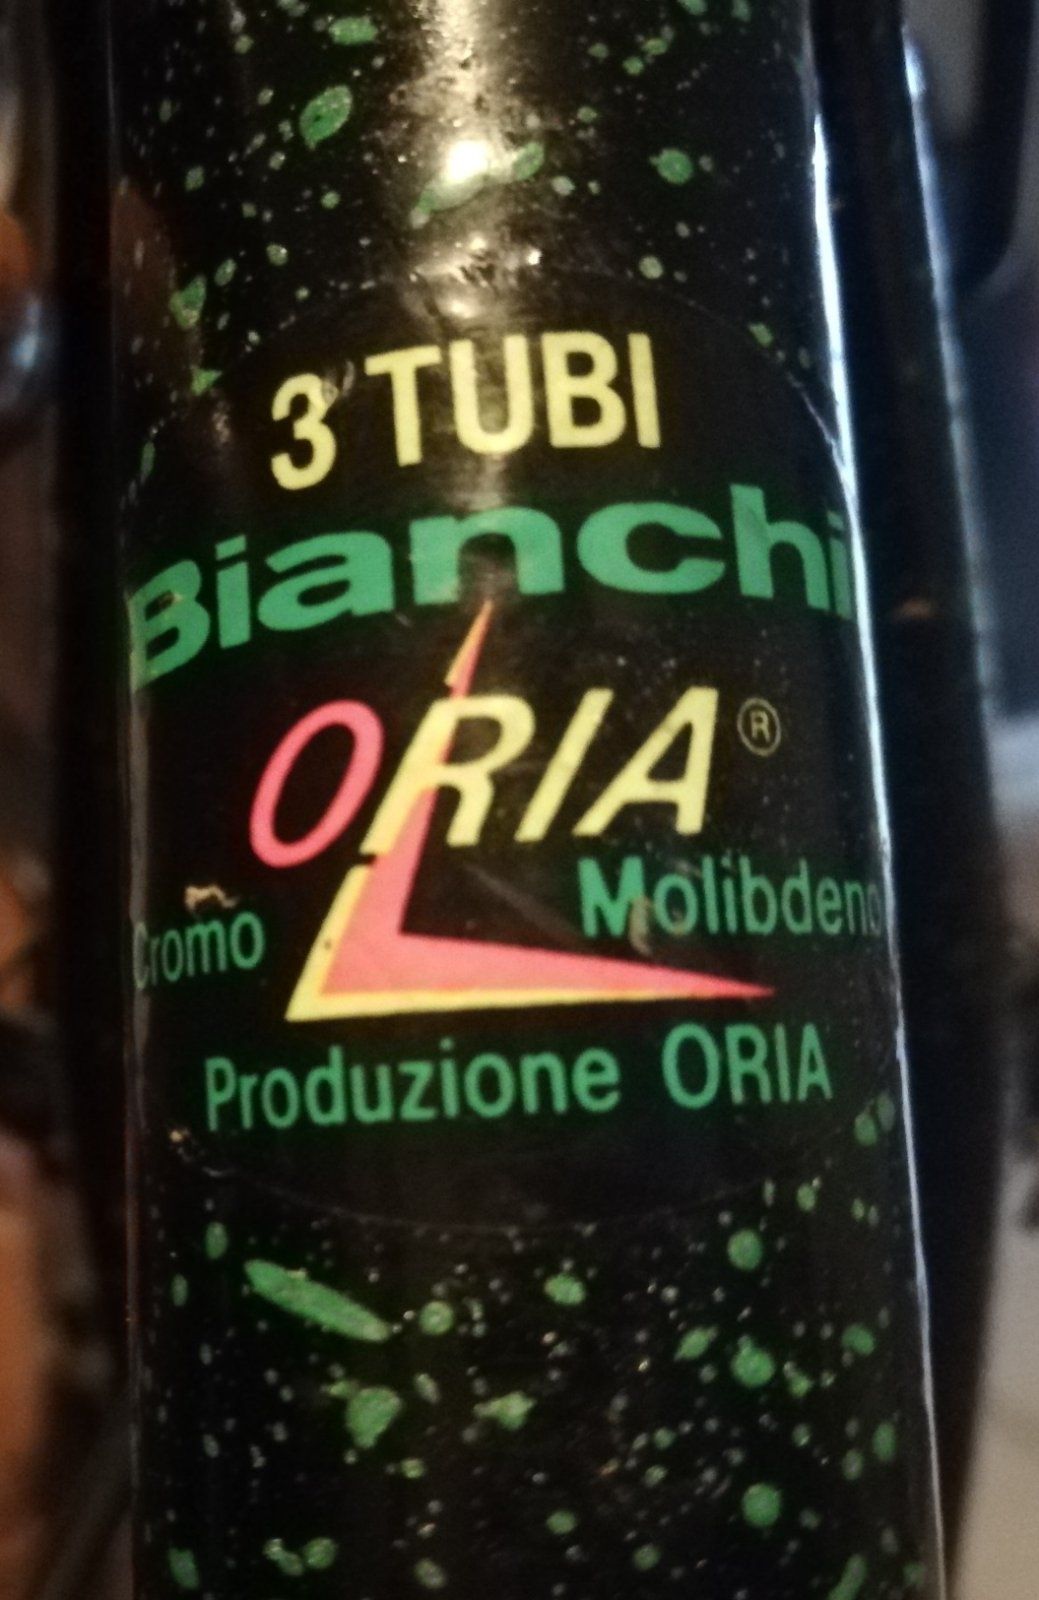 3 TUBI
Bianchi
ORIA®
Cromo Molibdeno
Produzione ORIA